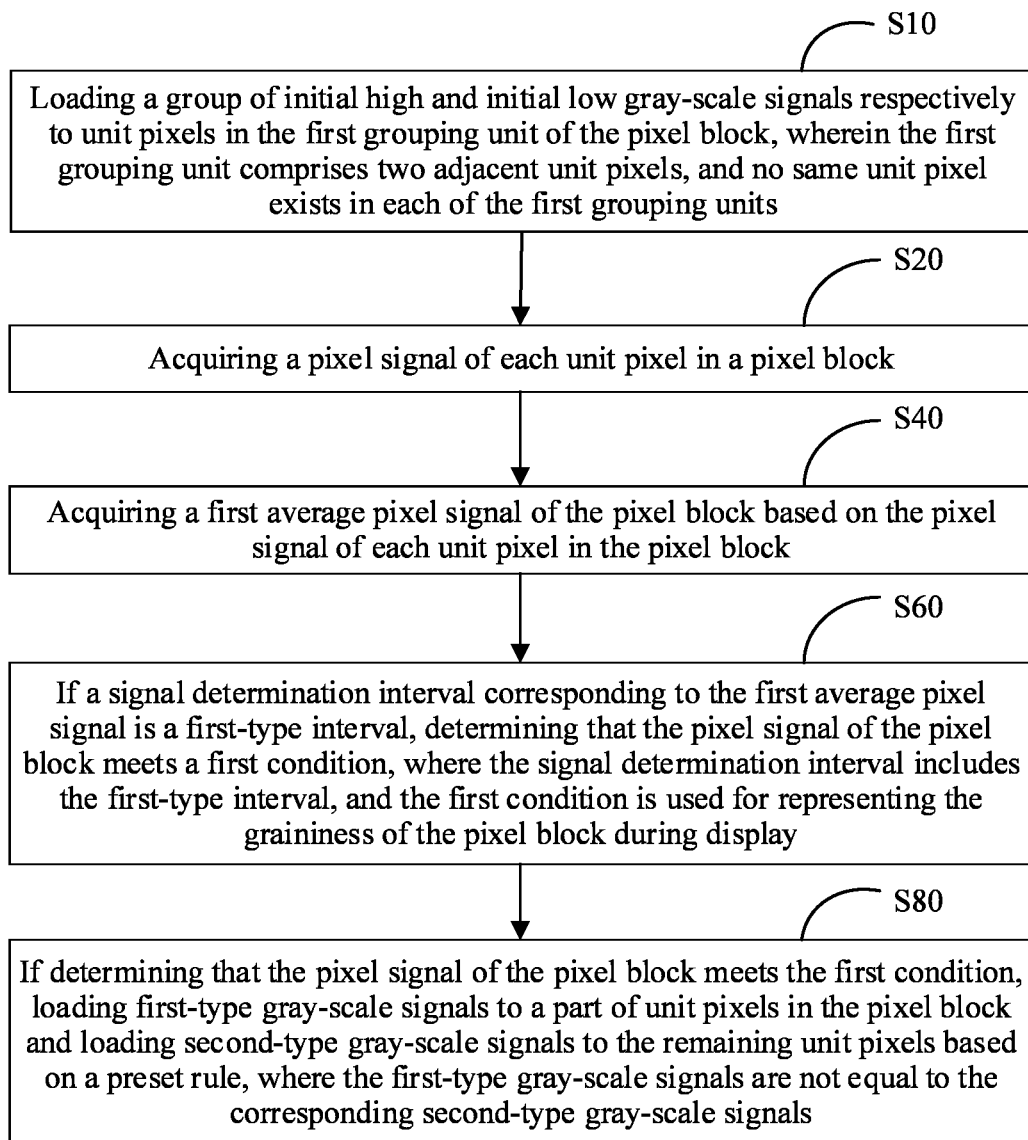 S10
Loading a group of initial high and initial low gray-scale signals respectively
to unit pixels in the first grouping unit of the pixel block, wherein the first
grouping unit comprises two adjacent unit pixels, and no same unit pixel
exists in each of the first grouping units
S20
Acquiring a pixel signal of each unit pixel in a pixel block
S40
Acquiring a first average pixel signal of the pixel block based on the pixel
signal of each unit pixel in the pixel block
S60
If a signal determination interval corresponding to the first average pixel
signal is a first-type interval, determining that the pixel signal of the pixel
block meets a first condition, where the signal determination interval includes
the first-type interval, and the first condition is used for representing the
graininess of the pixel block during display
S80
If determining that the pixel signal of the pixel block meets the first condition,
loading first-type gray-scale signals to a part of unit pixels in the pixel block
and loading second-type gray-scale signals to the remaining unit pixels based
on a preset rule, where the first-type gray-scale signals are not equal to the
corresponding second-type gray-scale signals